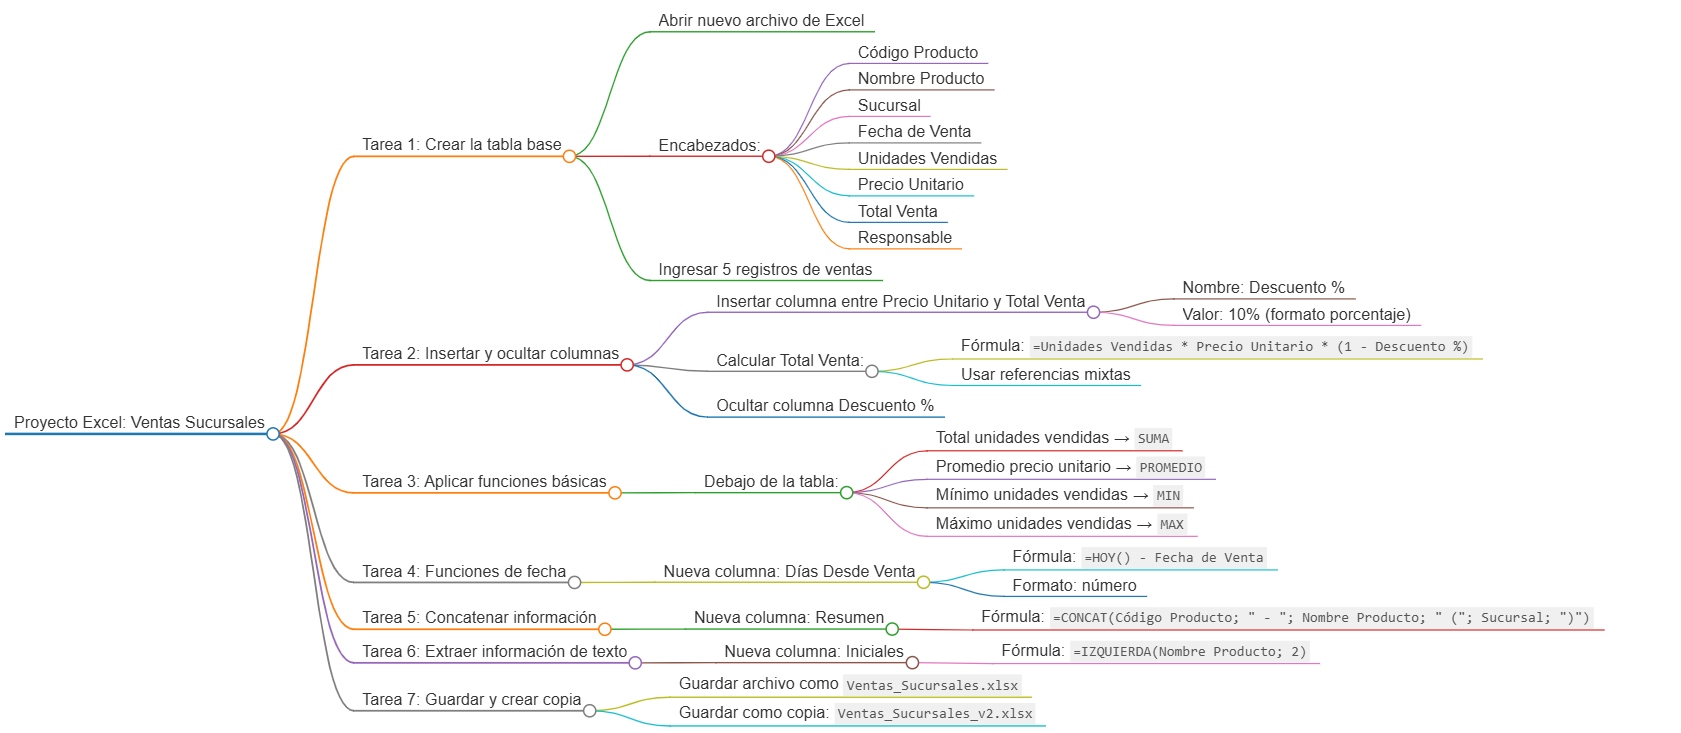 Proyecto Excel: Ventas Sucursales
Tarea 1: Crear la tabla base
Abrir nuevo archivo de Excel
Encabezados:
Código Producto
Nombre Producto
Sucursal
Fecha de Venta
Unidades Vendidas
Precio Unitario
Total Venta
Responsable
Ingresar 5 registros de ventas
Tarea 2: Insertar y ocultar columnas
Insertar columna entre Precio Unitario y Total Venta
Nombre: Descuento %
Valor: 10% (formato porcentaje)
Calcular Total Venta:
Fórmula: =Unidades Vendidas * Precio Unitario * (1 - Descuento %)
Usar referencias mixtas
Ocultar columna Descuento %
Tarea 3: Aplicar funciones básicas
Debajo de la tabla:
Total unidades vendidas → SUMA
Promedio precio unitario → PROMEDIO
Mínimo unidades vendidas → MIN
Máximo unidades vendidas → MAX
Tarea 4: Funciones de fecha
Nueva columna: Días Desde Venta
Fórmula: =HOY() - Fecha de Venta
Formato: número
Tarea 5: Concatenar información
Nueva columna: Resumen
Fórmula: =CONCAT(Código Producto; " - "; Nombre Producto; " ("; Sucursal; ")")
Tarea 6: Extraer información de texto
Nueva columna: Iniciales
Fórmula: =IZQUIERDA(Nombre Producto; 2)
Tarea 7: Guardar y crear copia
Guardar archivo como Ventas_Sucursales.xlsx
Guardar como copia: Ventas_Sucursales_v2.xlsx